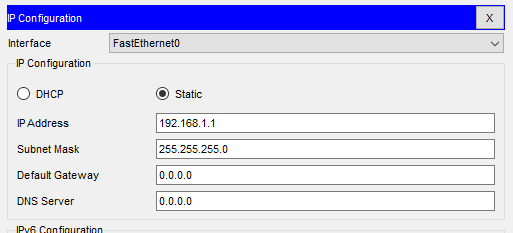 IP Configuration X
Interface FastEthernet0
IP Configuration
DHCP Static
IP Address 192.168.1.1
Subnet Mask 255.255.255.0
Default Gateway 0.0.0.0
DNS Server 0.0.0.0
IPv6 Configuration